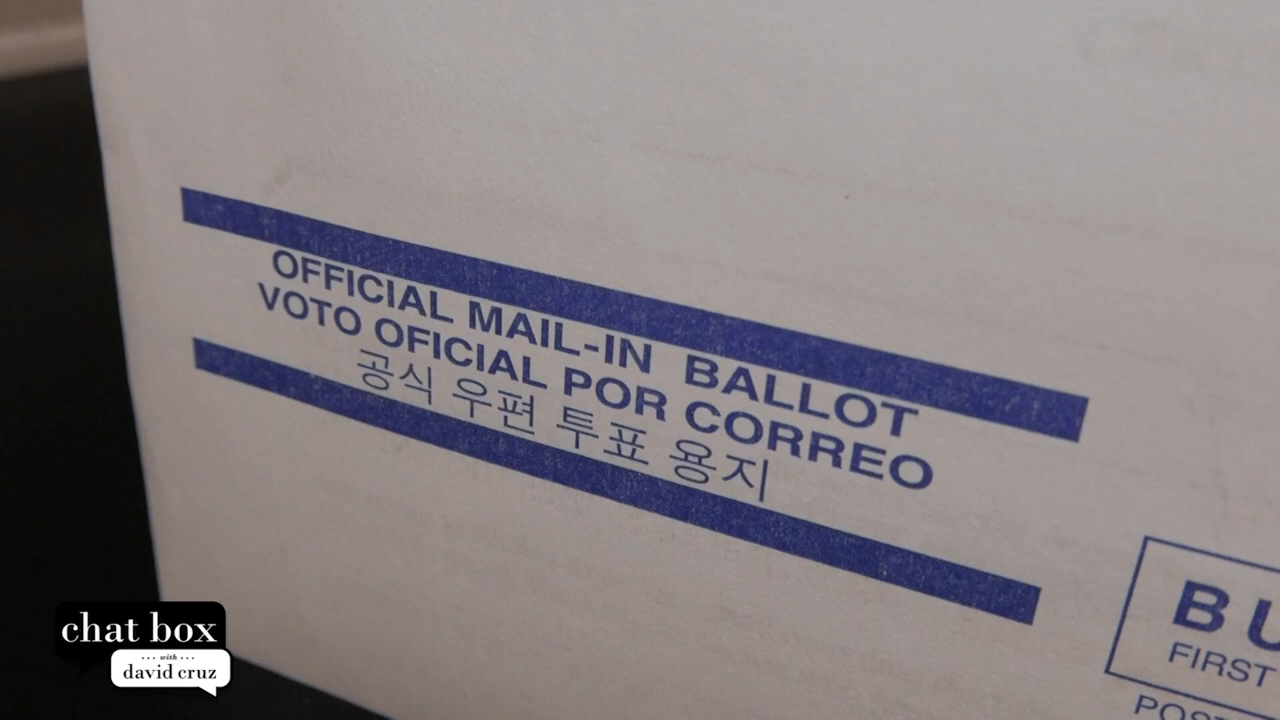 OFFICIAL MAIL-IN BALLOT
VOTO OFICIAL POR CORREO
공식 우편 투표 용지
FIRST
chat box
with
david cruz